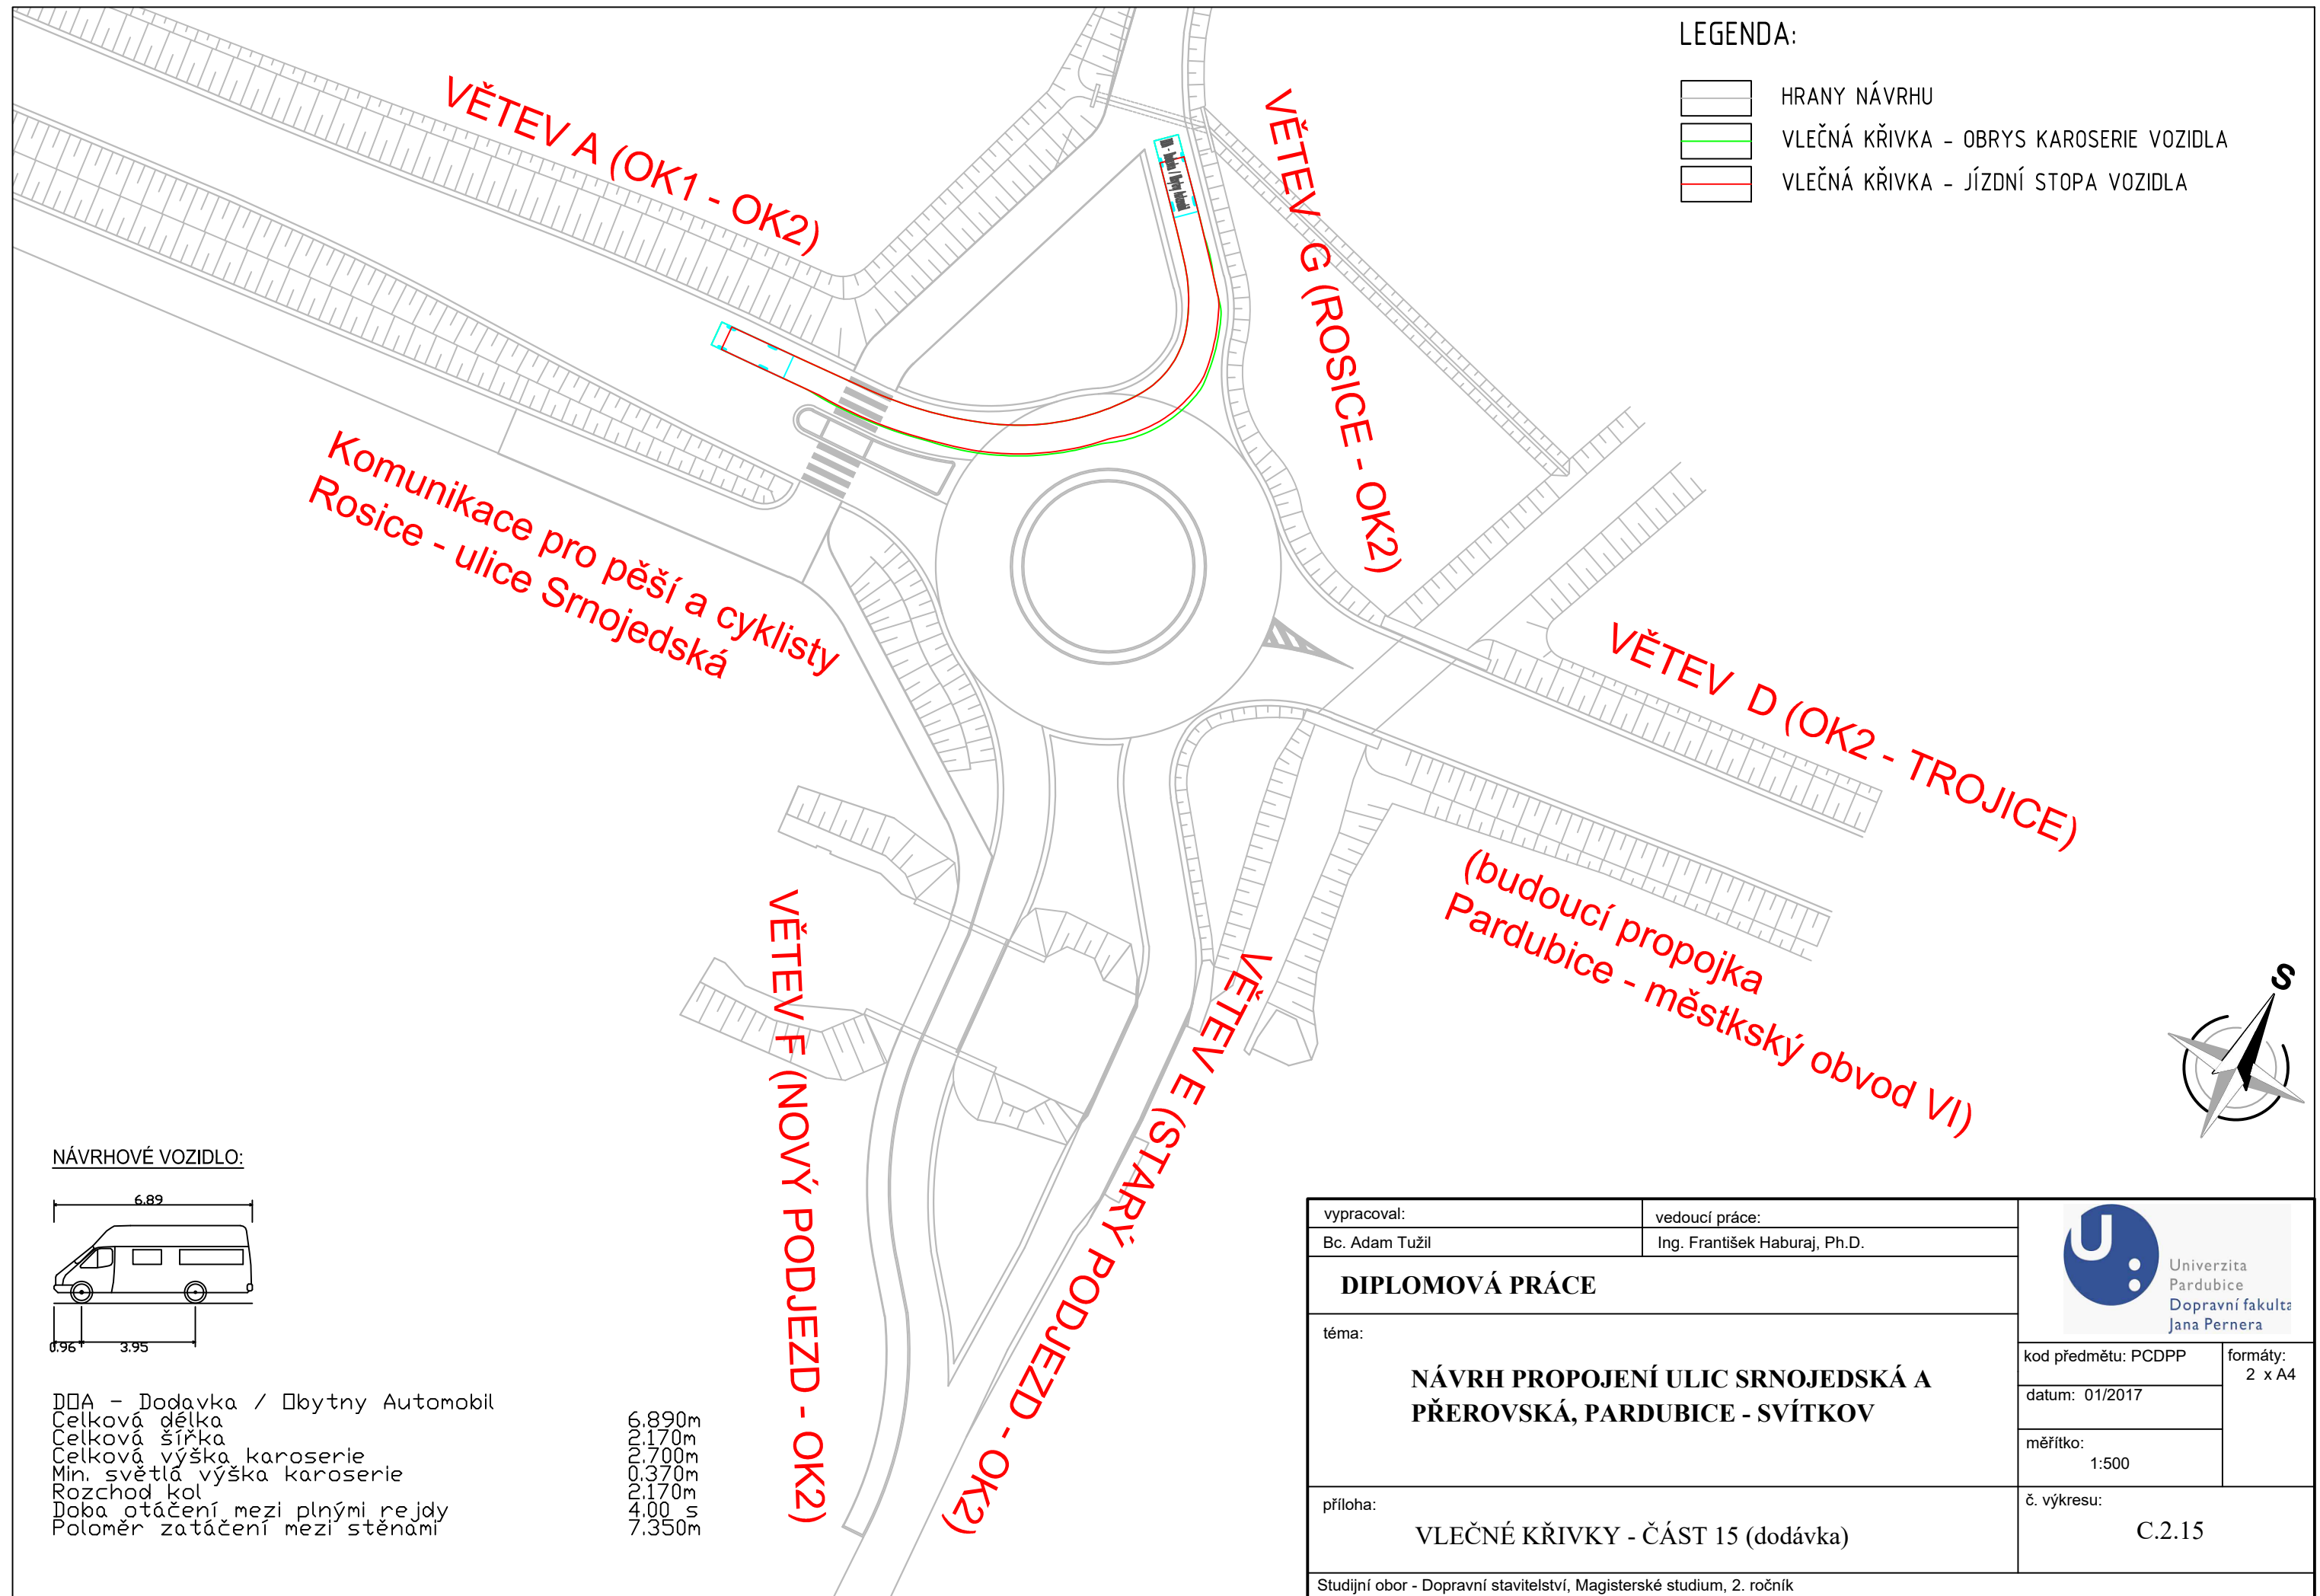 LEGENDA:
HRANY NÁVRHU
VLEČNÁ KŘIVKA - OBRYS KAROSERIE VOZIDLA
VLEČNÁ KŘIVKA - JÍZDNÍ STOPA VOZIDLA
VĚTEV A (OK1 - OK2)
VĚTEV G (ROSICE - OK2)
Komunikace pro pěší a cyklisty
Rosice - ulice Srnojedská
VĚTEV D (OK2 - TROJICE)
(budoucí propojka
Pardubice - městkský obvod VI)
VĚTEV F (NOVÝ PODJEZD - OK2)
VĚTEV E (STARÝ PODJEZD - OK2)
S
NÁVRHOVÉ VOZIDLO:
6.89
0.96 3.95
D□A - Dodavka / □bytny Automobil
Celková délka 6.890m
Celková šířka 2.170m
Celková výška karoserie 2.700m
Min. světlá výška karoserie 0.370m
Rozchod kol 2.170m
Doba otáčení mezi plnými rejdy 4.00 s
Poloměr zatáčení mezi stěnami 7.350m
vypracoval:
vedoucí práce:
Bc. Adam Tužil
Ing. František Haburaj, Ph.D.
DIPLOMOVÁ PRÁCE
Univerzita
Pardubice
Dopravní fakulta
Jana Pernera
téma:
NÁVRH PROPOJENÍ ULIC SRNOJEDSKÁ A
PŘEROVSKÁ, PARDUBICE - SVÍTKOV
kod předmětu: PCDPP
formáty:
2 x A4
datum: 01/2017
měřítko:
1:500
příloha:
VLEČNÉ KŘIVKY - ČÁST 15 (dodávka)
č. výkresu:
C.2.15
Studijní obor - Dopravní stavitelství, Magisterské studium, 2. ročník